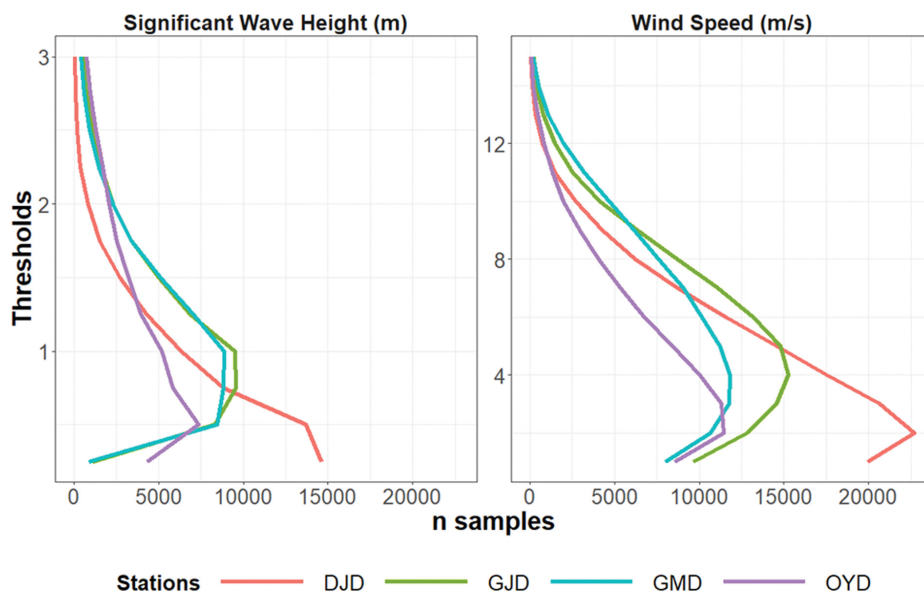 Significant Wave Height (m)
Wind Speed (m/s)
Thresholds
3
2
1
12
8
4
0 5000 10000 15000 20000
0 5000 10000 15000 20000
n samples
Stations DJD GJD GMD OYD